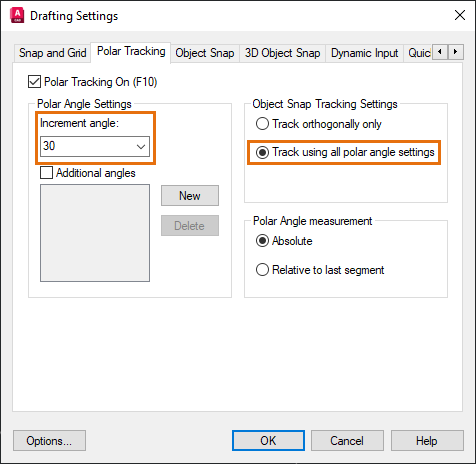 Drafting Settings
Snap and Grid Polar Tracking Object Snap 3D Object Snap Dynamic Input Quic
Polar Tracking On (F10)
Polar Angle Settings
Increment angle:
30
Additional angles
New
Delete
Object Snap Tracking Settings
Track orthogonally only
Track using all polar angle settings
Polar Angle measurement
Absolute
Relative to last segment
Options... OK Cancel Help